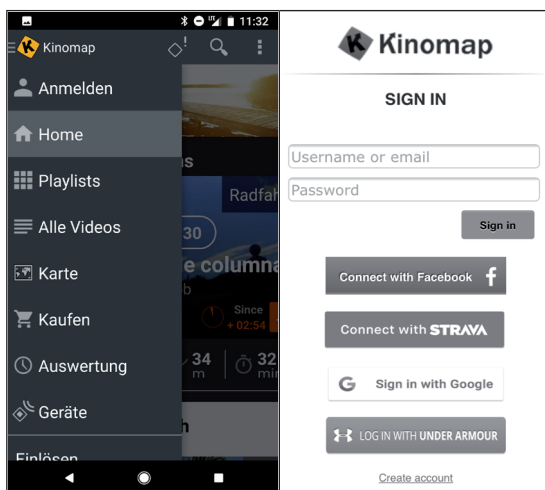 11:32
Kinomap
Anmelden
Home
Playlists
Alle Videos
Karte
Kaufen
Auswertung
Geräte
Einlösen
Radfah
30
e columna
b
Since
+ 02:54
34
m
32
min
h
Kinomap
SIGN IN
Username or email
Password
Sign in
Connect with Facebook
Connect with STRAVA
Sign in with Google
LOG IN WITH UNDER ARMOUR
Create account